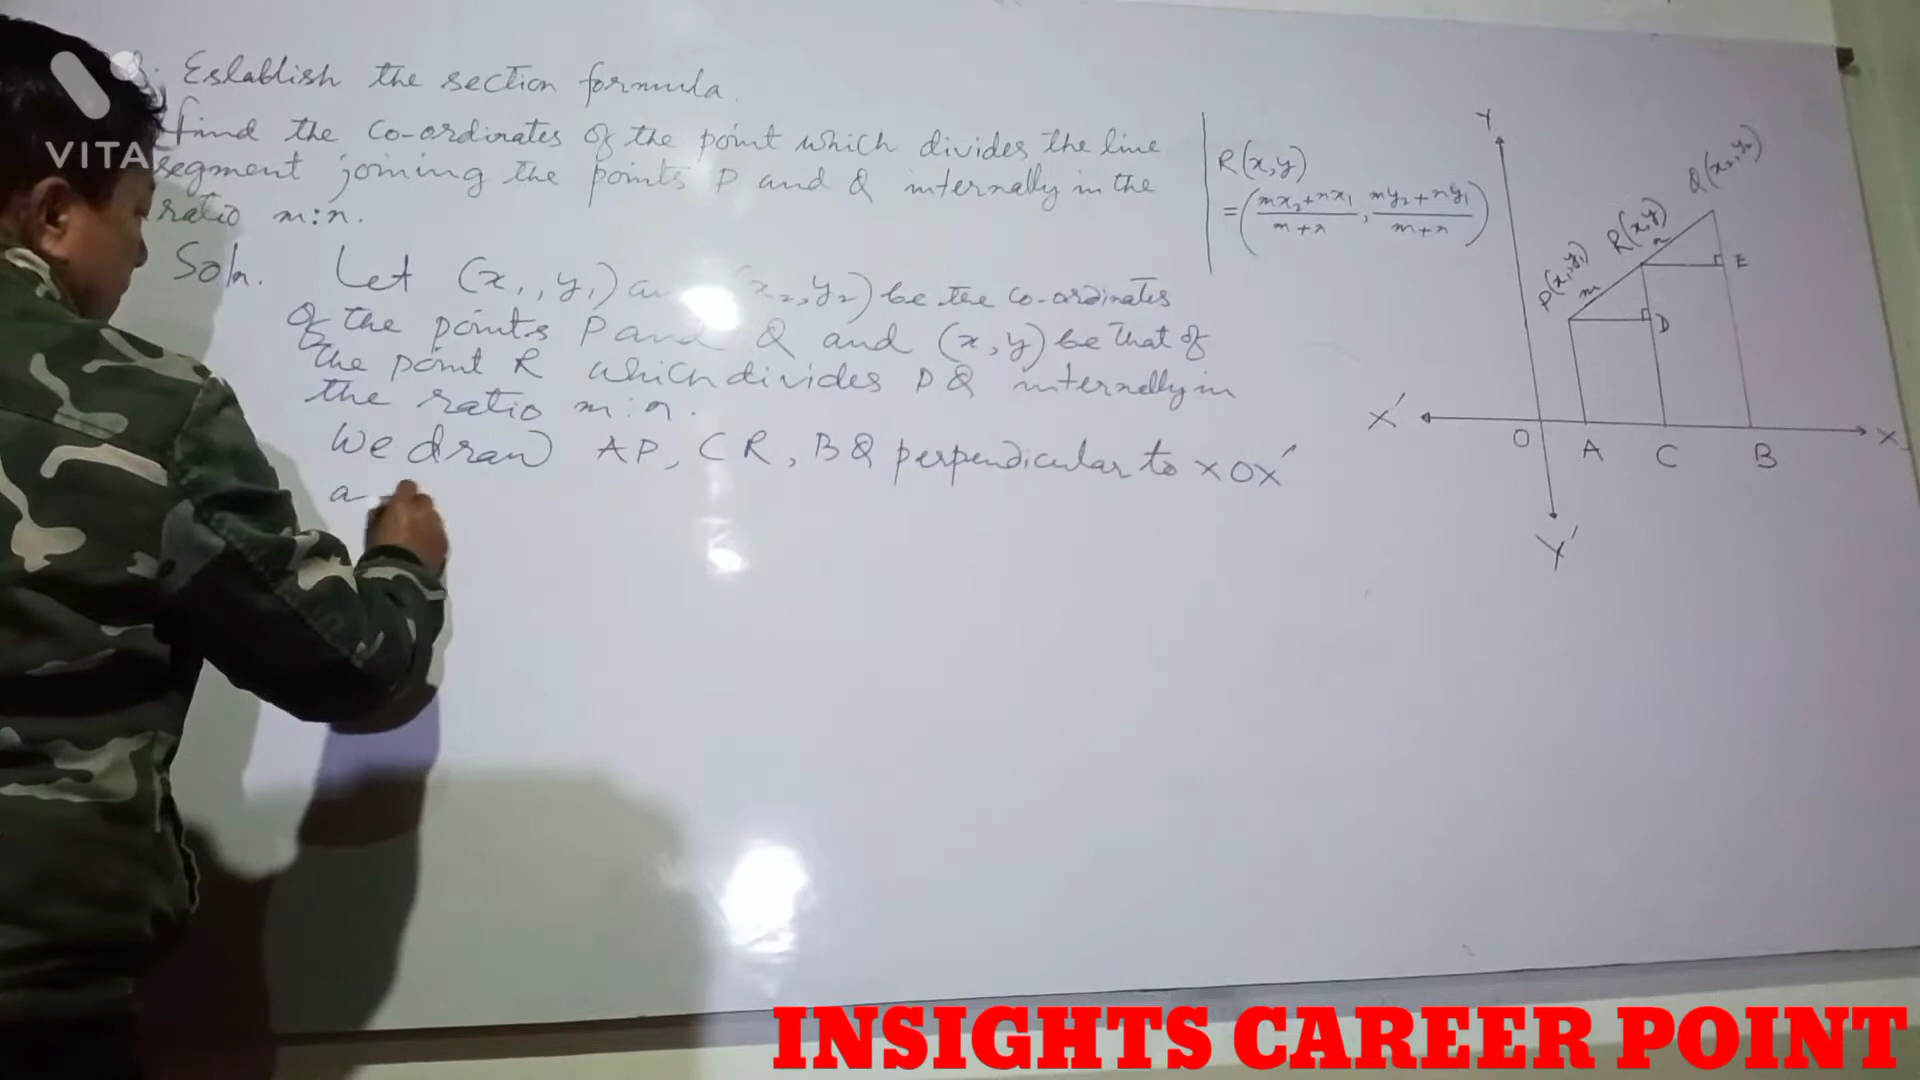 VITA
Establish the section formula.
find the co-ordinates of the point which divides the line
segment joining the points P and Q internally in the
ratio m:n.
Soln. Let (x₁, y₁) x₂, y₂) be the co-ordinates
of the points P and Q and (x, y) be that of
the point R which divides PQ internally in
the ratio m:n.
We draw AP, CR, BQ perpendicular to XOX'
a
R(x,y)
= (mx₂+nx₁/m+n, my₂+ny₁/m+n)
Y
Q(x₂,y₂)
R(x,y)
n
E
P(x₁,y₁)
m
D
X'
O
A
C
B
X
Y'
INSIGHTS CAREER POINT